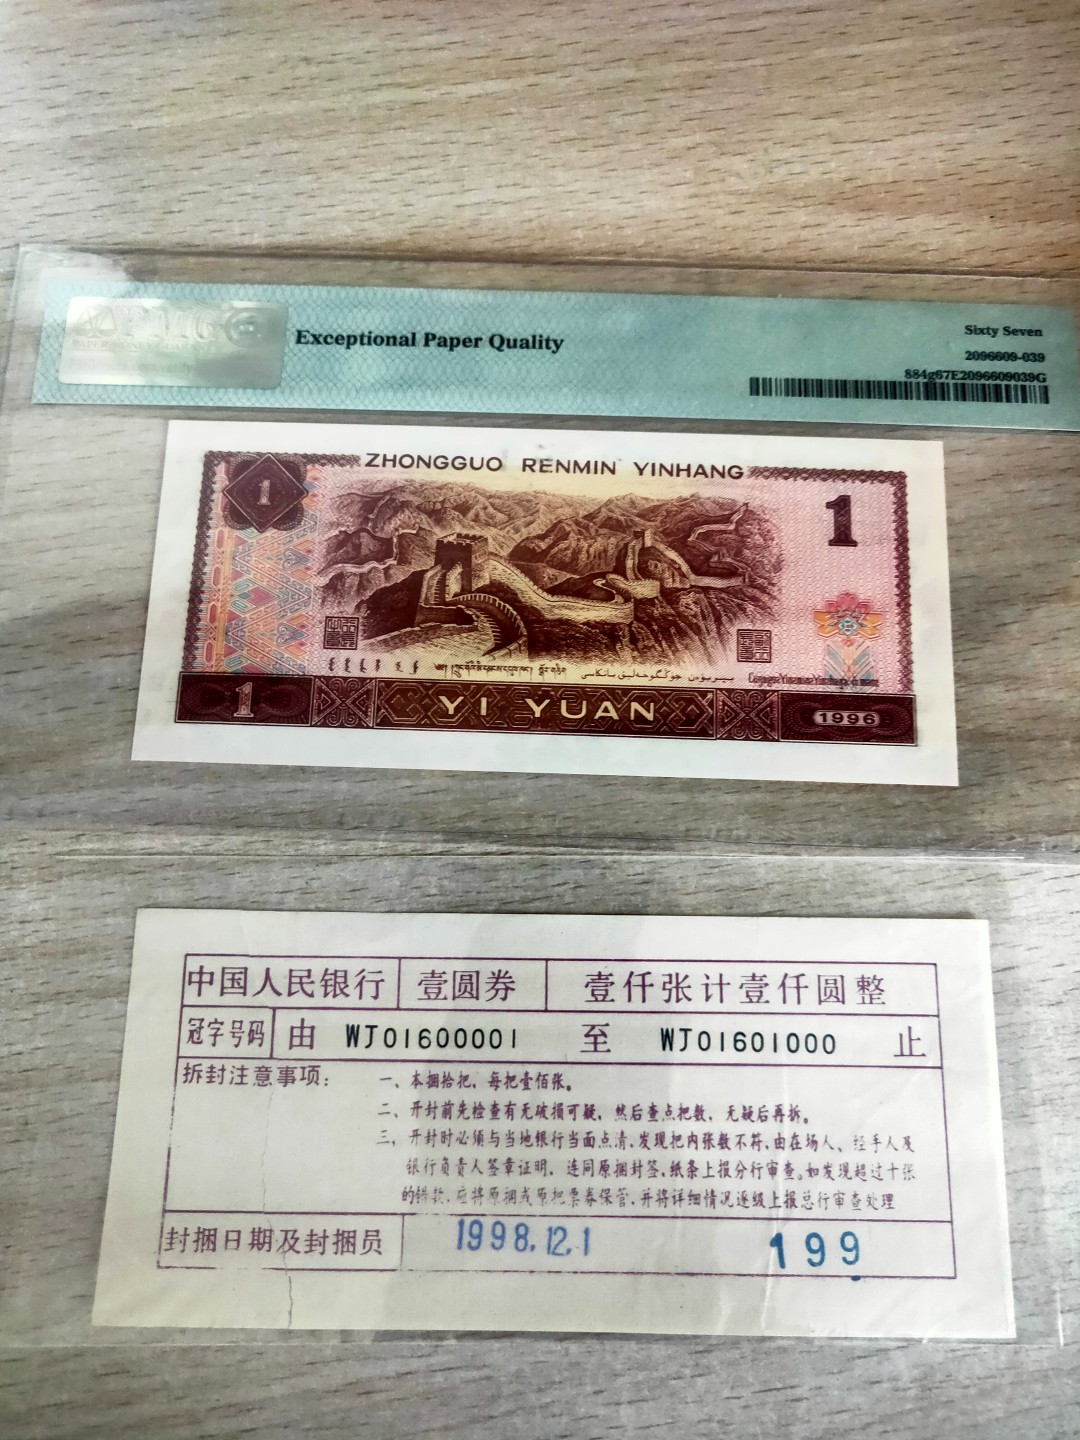 PMG
Exceptional Paper Quality
Sixty Seven
2096609-039
884g67E2096609039G
ZHONGGUO RENMIN YINHANG
1
1
1
YI YUAN
1996
中国人民银行 壹圆券 壹仟张计壹仟圆整
冠字号码 由 WJ01600001 至 WJ01601000 止
拆封注意事项:
一、本捆拾把，每把壹佰张。
二、开封前先检查有无破损可疑，然后查点把数，无疑后再拆。
三、开封时必须与当地银行当面点清，发现把内张数不符，由在场人、经手人及
银行负责人签章证明，连同原捆封签、纸条上报分行审查。如发现超过十张
的错款，应将原捆或原把票券保管，并将详细情况逐级上报总行审查处理
封捆日期及封捆员 1998.12.1 199